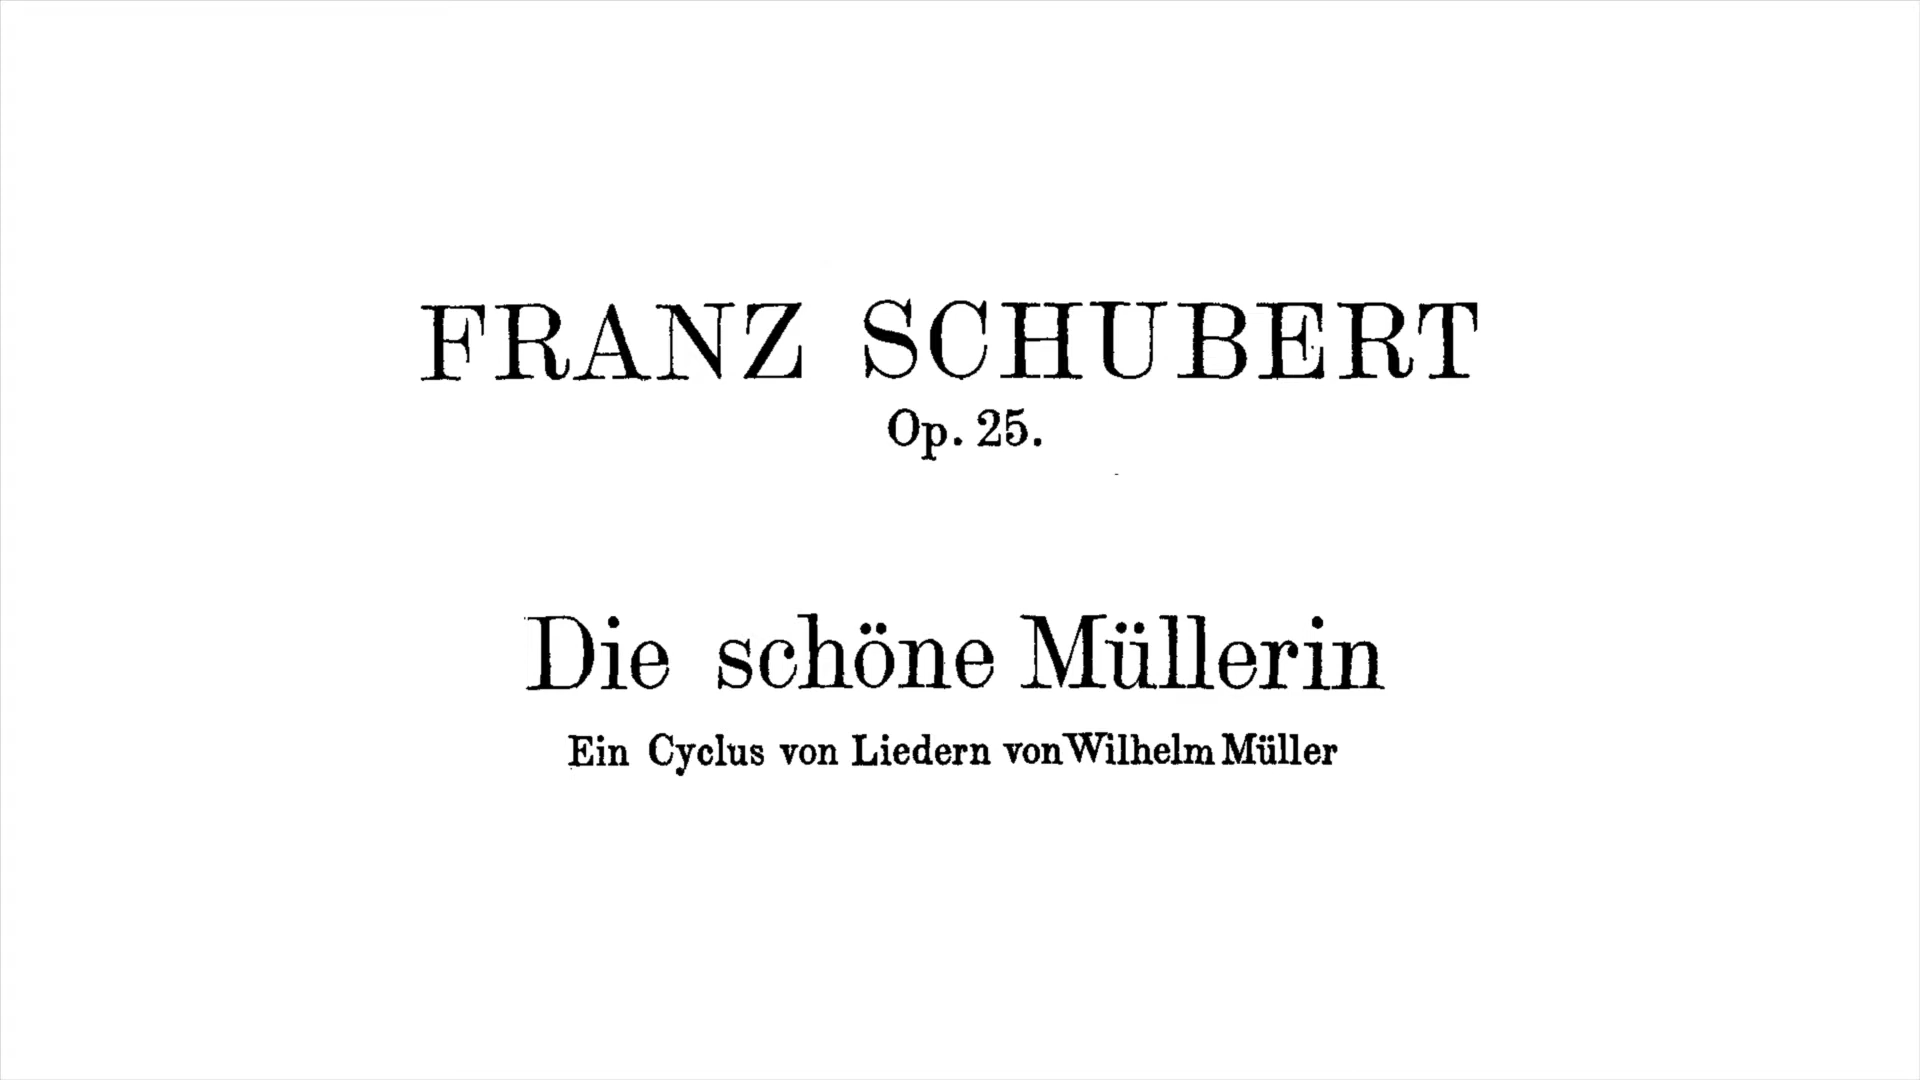 FRANZ SCHUBERT
Op. 25.
Die schöne Müllerin
Ein Cyclus von Liedern von Wilhelm Müller